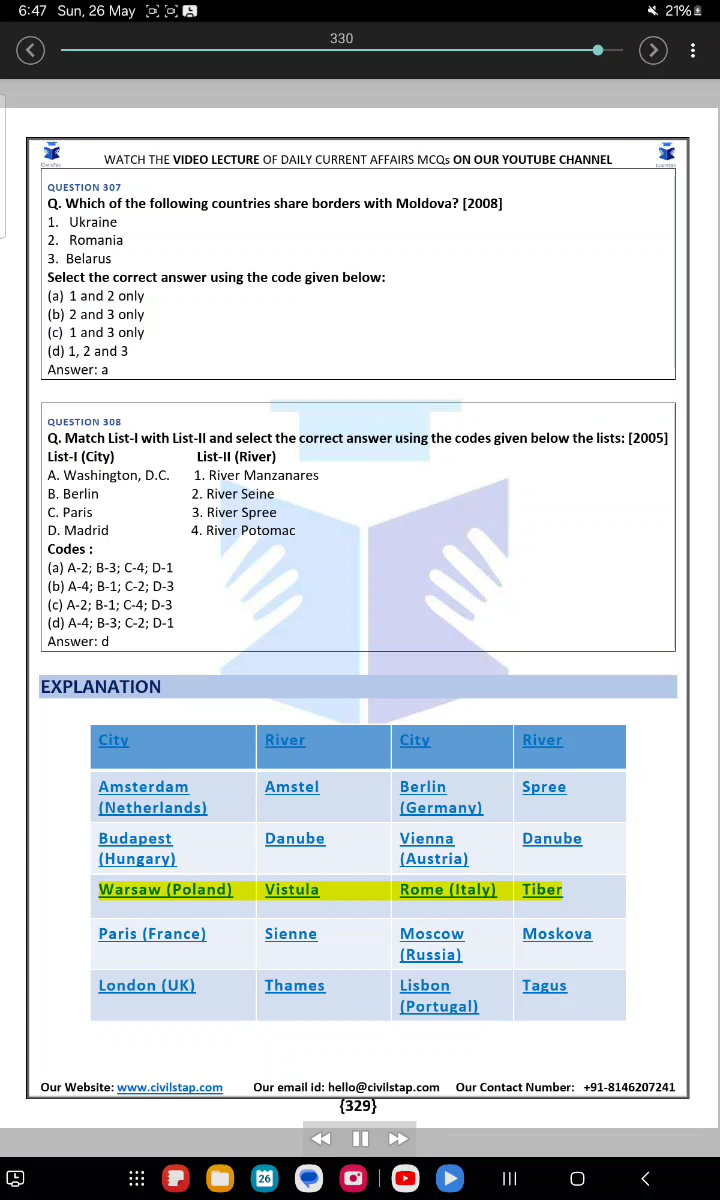 6:47 Sun, 26 May
21%
330
WATCH THE VIDEO LECTURE OF DAILY CURRENT AFFAIRS MCQs ON OUR YOUTUBE CHANNEL
QUESTION 307
Q. Which of the following countries share borders with Moldova? [2008]
1. Ukraine
2. Romania
3. Belarus
Select the correct answer using the code given below:
(a) 1 and 2 only
(b) 2 and 3 only
(c) 1 and 3 only
(d) 1, 2 and 3
Answer: a
QUESTION 308
Q. Match List-I with List-II and select the correct answer using the codes given below the lists: [2005]
List-I (City) List-II (River)
A. Washington, D.C. 1. River Manzanares
B. Berlin 2. River Seine
C. Paris 3. River Spree
D. Madrid 4. River Potomac
Codes :
(a) A-2; B-3; C-4; D-1
(b) A-4; B-1; C-2; D-3
(c) A-2; B-1; C-4; D-3
(d) A-4; B-3; C-2; D-1
Answer: d
EXPLANATION
City River City River
Amsterdam (Netherlands) Amstel Berlin (Germany) Spree
Budapest (Hungary) Danube Vienna (Austria) Danube
Warsaw (Poland) Vistula Rome (Italy) Tiber
Paris (France) Sienne Moscow (Russia) Moskova
London (UK) Thames Lisbon (Portugal) Tagus
Our Website: www.civilstap.com Our email id: hello@civilstap.com Our Contact Number: +91-8146207241
{329}
26